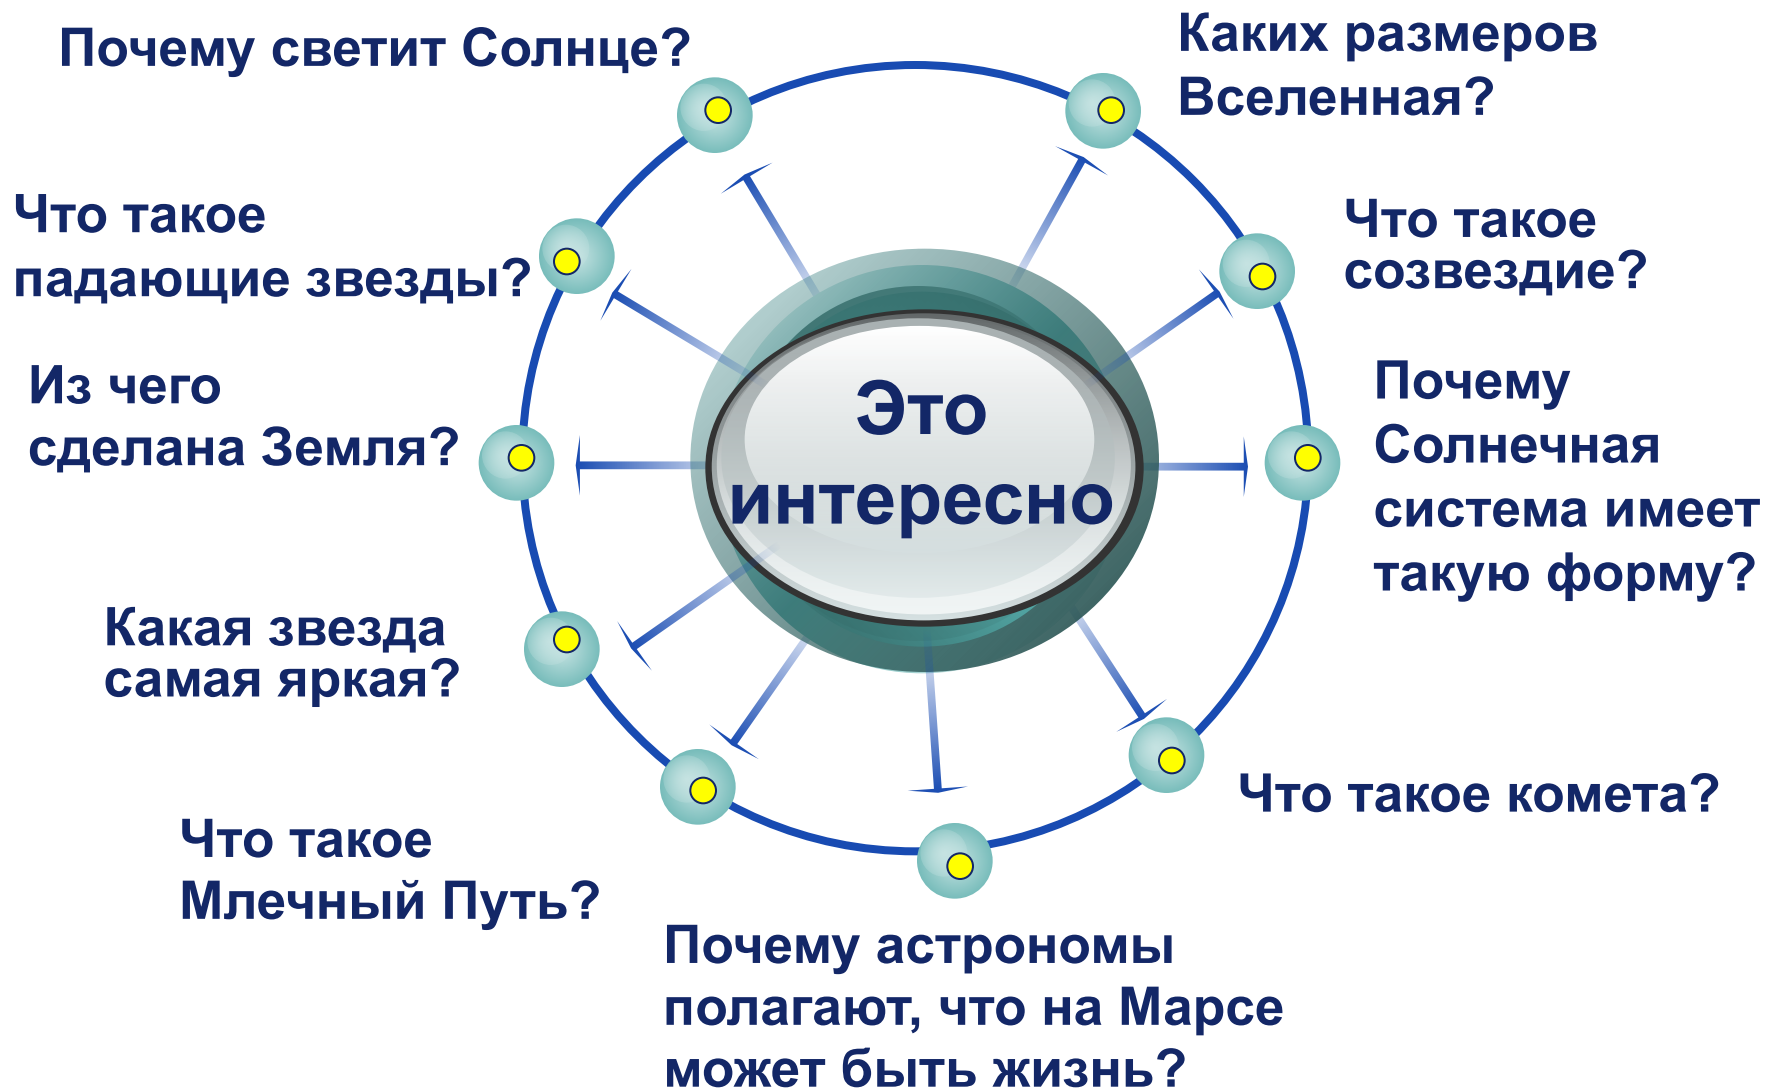 Почему светит Солнце?
Каких размеров
Вселенная?
Что такое
падающие звезды?
Что такое
созвездие?
Из чего
сделана Земля?
Это
интересно
Почему
Солнечная
система имеет
такую форму?
Какая звезда
самая яркая?
Что такое комета?
Что такое
Млечный Путь?
Почему астрономы
полагают, что на Марсе
может быть жизнь?